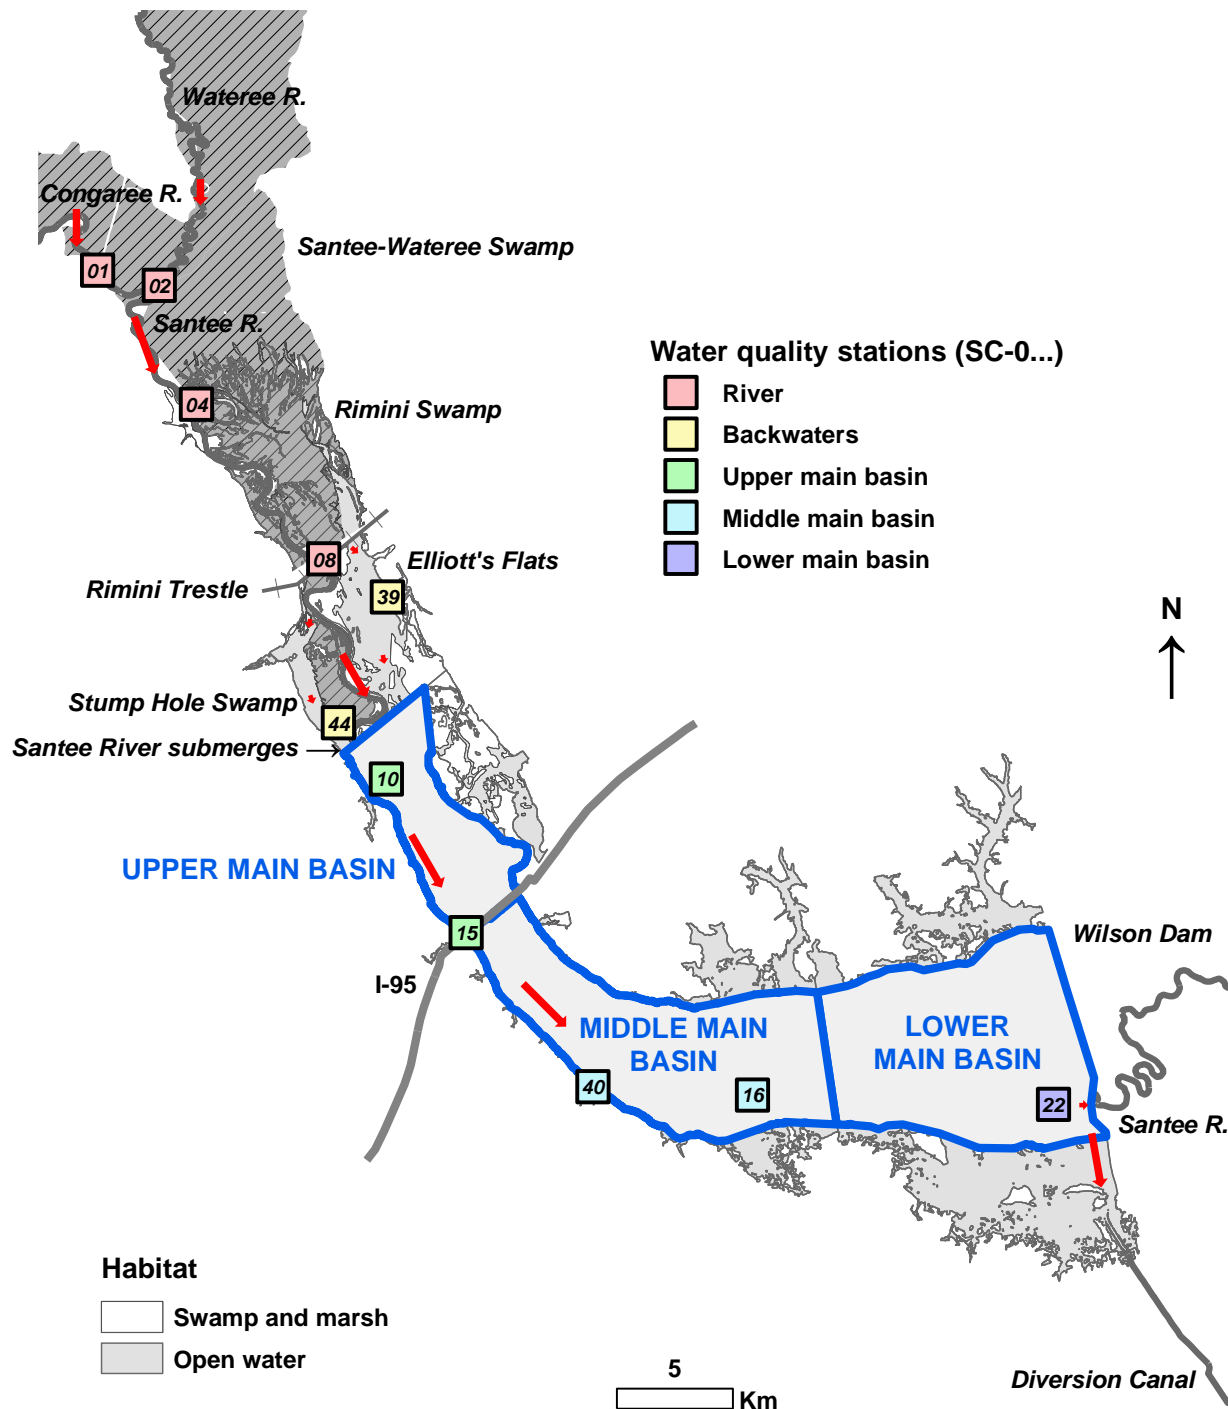 Wateree R.
Congaree R.
Santee-Wateree Swamp
01
02
Santee R.
Water quality stations (SC-0...)
River
Backwaters
Upper main basin
Middle main basin
Lower main basin
04
Rimini Swamp
08
Elliott's Flats
Rimini Trestle
39
N
Stump Hole Swamp
44
Santee River submerges
10
UPPER MAIN BASIN
15
I-95
Wilson Dam
MIDDLE MAIN
BASIN
LOWER
MAIN BASIN
40
16
22
Santee R.
Habitat
Swamp and marsh
Open water
5
Km
Diversion Canal